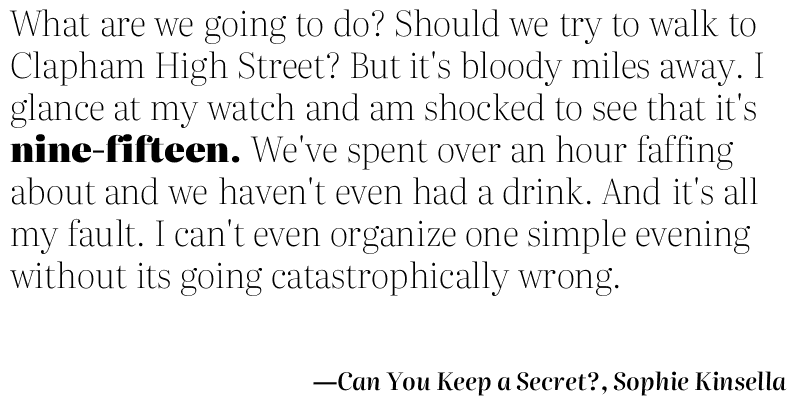 What are we going to do? Should we try to walk to
Clapham High Street? But it's bloody miles away. I
glance at my watch and am shocked to see that it's
nine-fifteen. We've spent over an hour faffing
about and we haven't even had a drink. And it's all
my fault. I can't even organize one simple evening
without its going catastrophically wrong.
—Can You Keep a Secret?, Sophie Kinsella